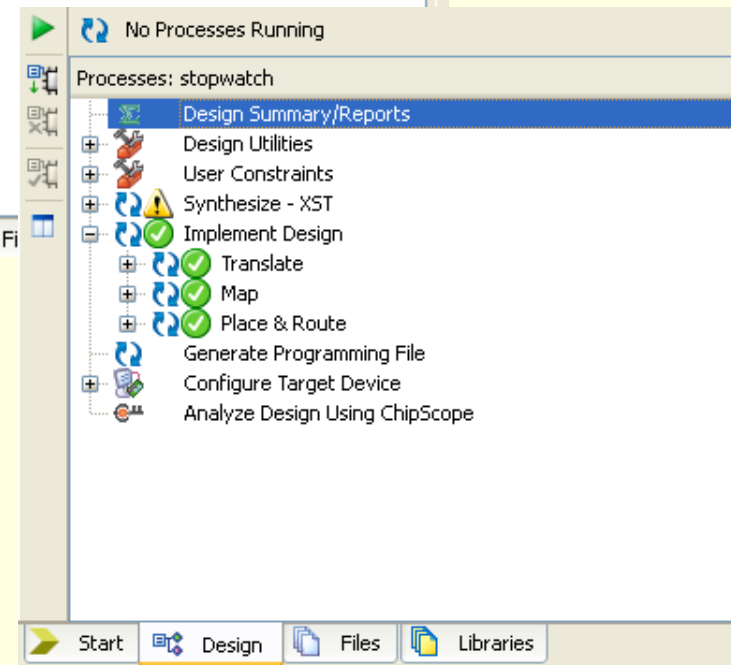 No Processes Running
Processes: stopwatch
Design Summary/Reports
Design Utilities
User Constraints
Synthesize - XST
Implement Design
Translate
Map
Place & Route
Generate Programming File
Configure Target Device
Analyze Design Using ChipScope
Fi
Start Design Files Libraries